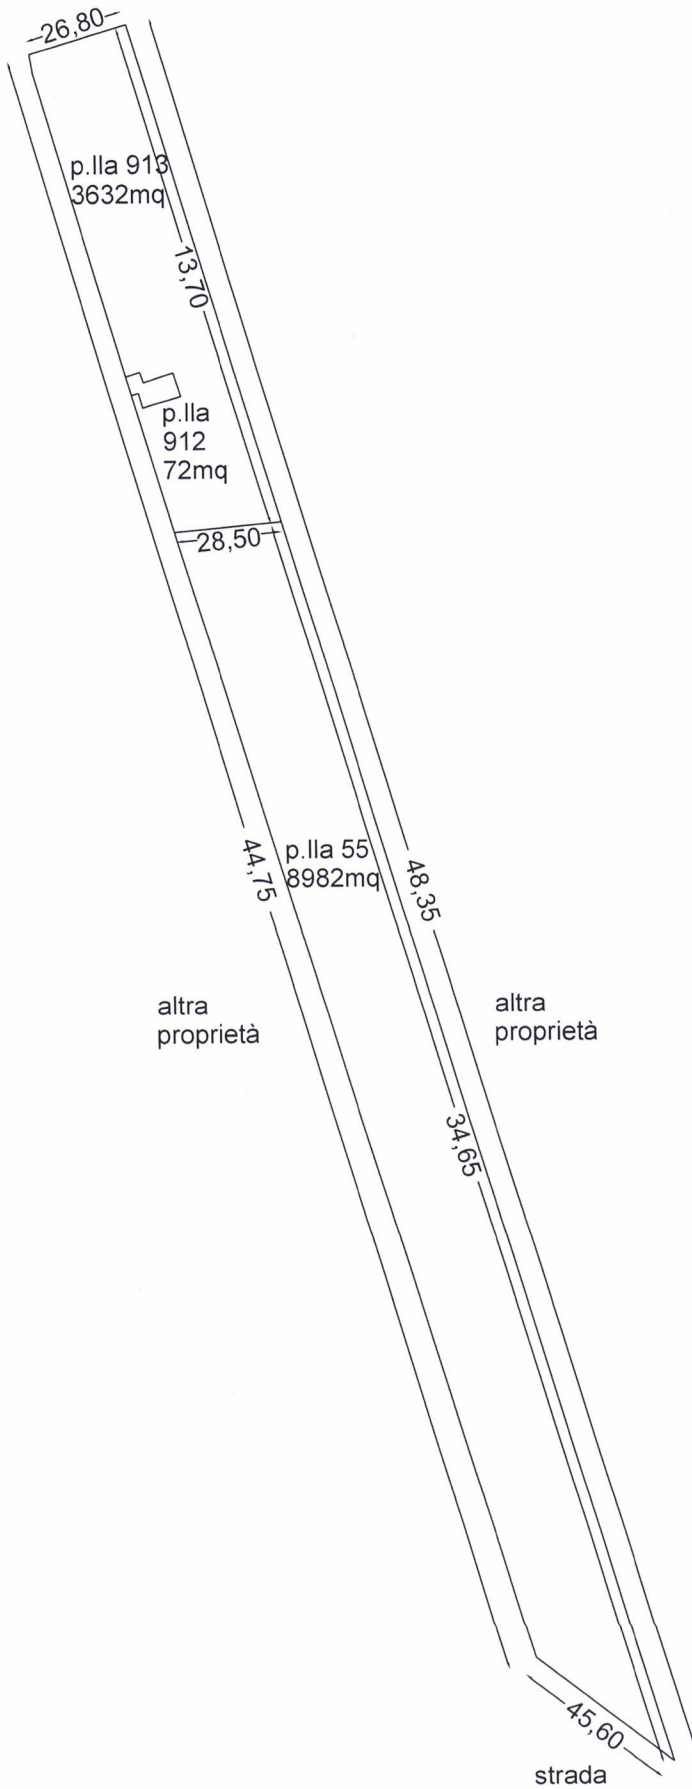 26,80
p.lla 913
3632mq
13,70
p.lla
912
72mq
28,50
44,75
p.lla 55
8982mq
48,35
altra
proprietà
altra
proprietà
34,65
45,60
strada